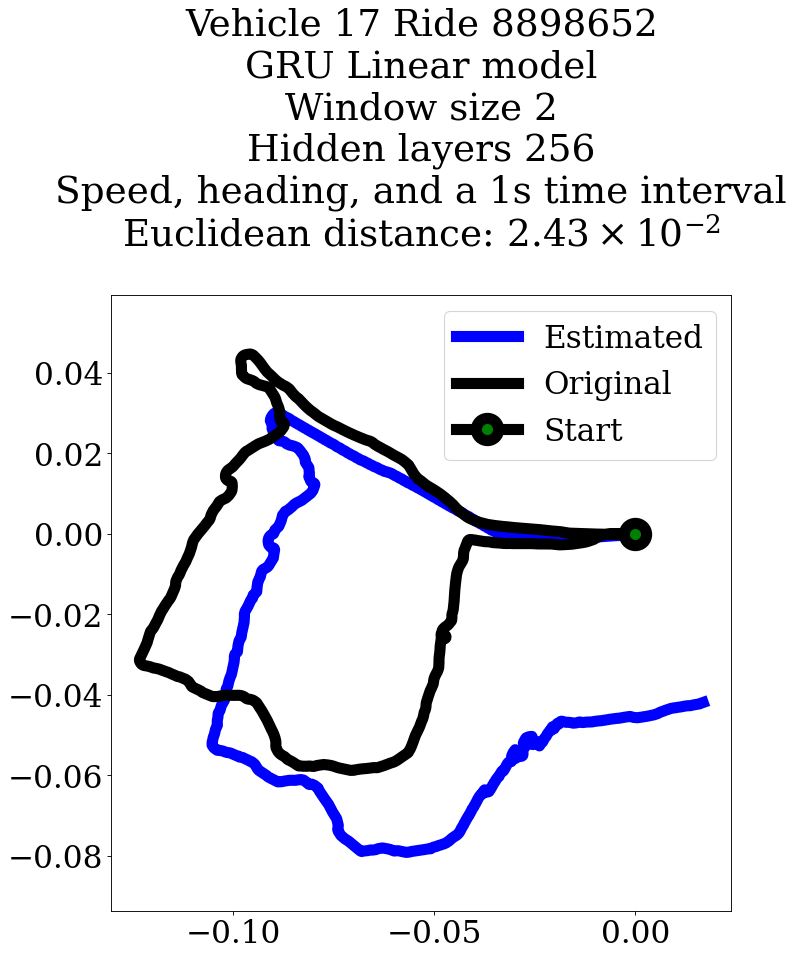 Vehicle 17 Ride 8898652
GRU Linear model
Window size 2
Hidden layers 256
Speed, heading, and a 1s time interval
Euclidean distance: 2.43 × 10⁻²
Estimated
Original
Start
0.04
0.02
0.00
−0.02
−0.04
−0.06
−0.08
−0.10 −0.05 0.00